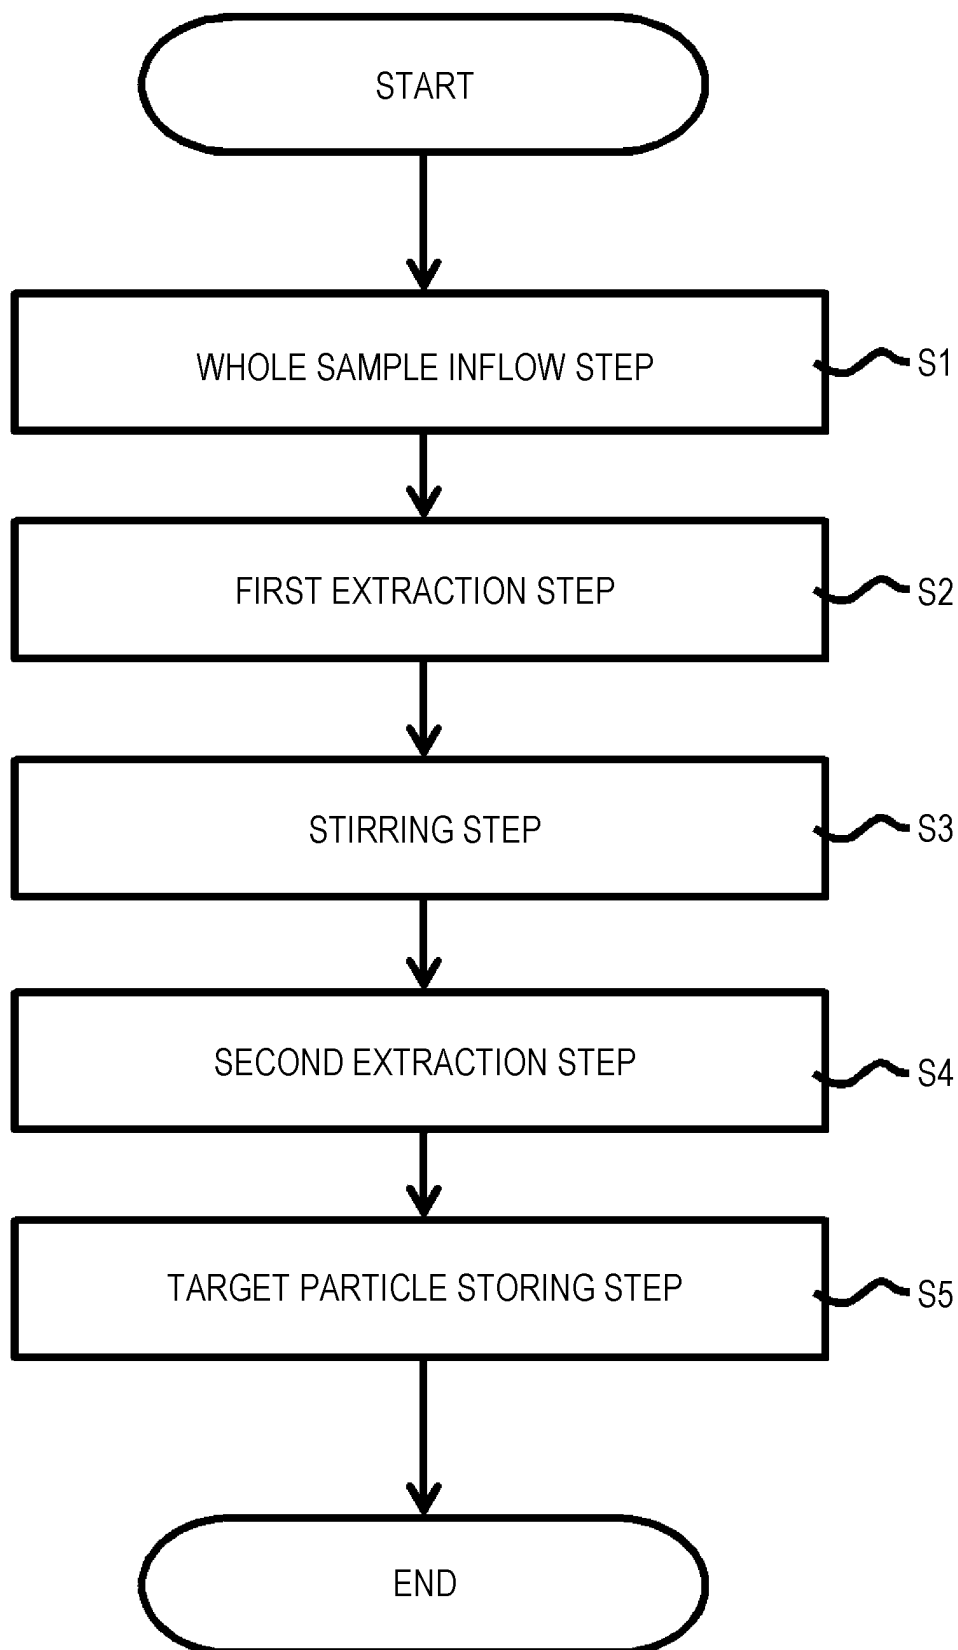 START
WHOLE SAMPLE INFLOW STEP
S1
FIRST EXTRACTION STEP
S2
STIRRING STEP
S3
SECOND EXTRACTION STEP
S4
TARGET PARTICLE STORING STEP
S5
END